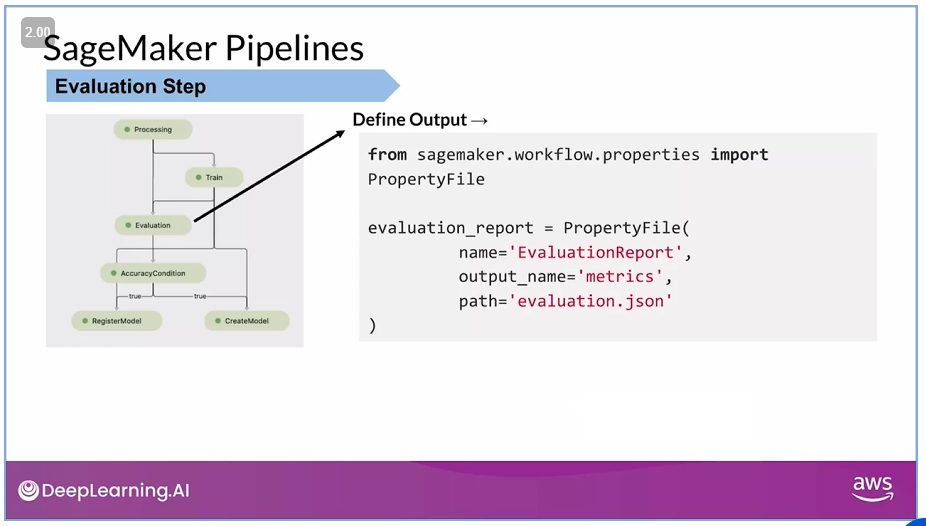 2.00
SageMaker Pipelines
Evaluation Step
Define Output →
Processing
Train
Evaluation
AccuracyCondition
true
true
RegisterModel
CreateModel
from sagemaker.workflow.properties import
PropertyFile
evaluation_report = PropertyFile(
name='EvaluationReport',
output_name='metrics',
path='evaluation.json'
)
DeepLearning.AI
aws